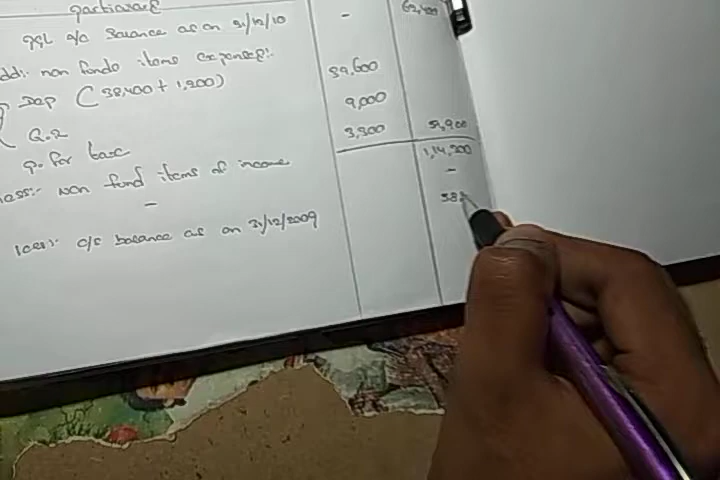 particulars
P&L a/c balance as on 31/12/10 - 62,400
Add:- non funds items expenses:-
Dep (38,400 + 1,200) 39,600
G.R 9,000
P. for tax 3,300 51,900
1,14,300
Less:- non fund items of income -
-
less:- o/s balance as on 31/12/2009 58